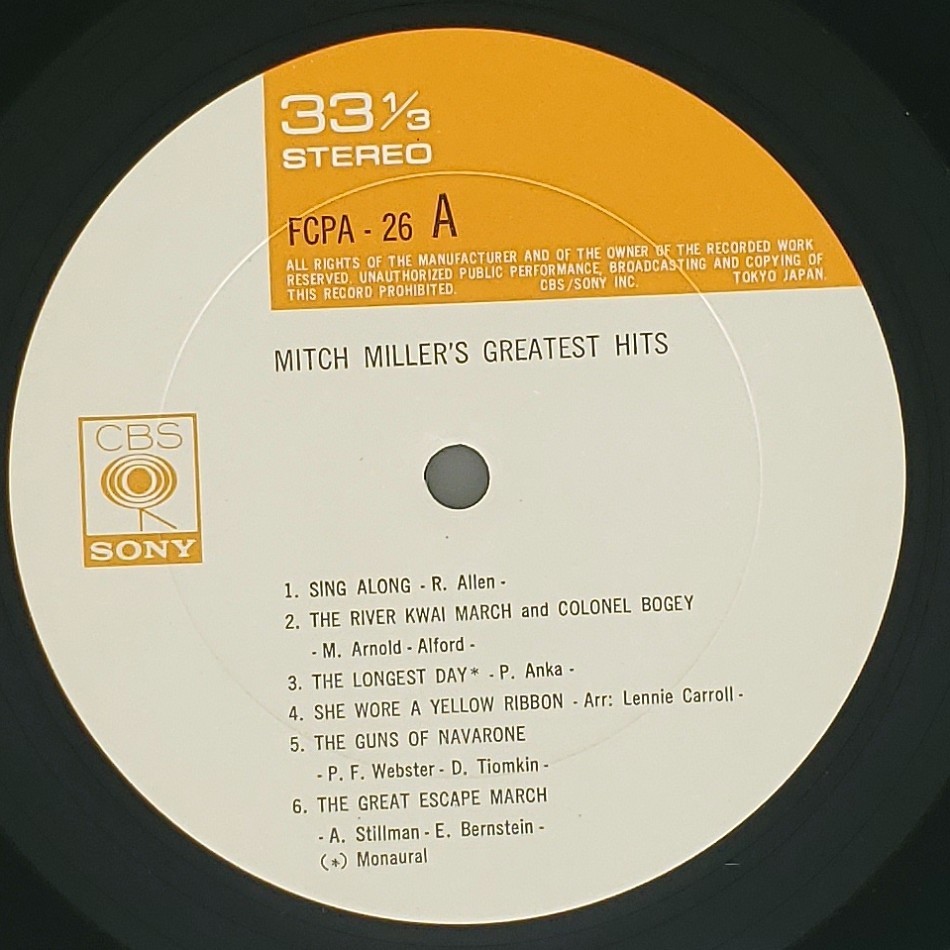 33 1/3
STEREO
FCPA - 26 A
ALL RIGHTS OF THE MANUFACTURER AND OF THE OWNER OF THE RECORDED WORK
RESERVED. UNAUTHORIZED PUBLIC PERFORMANCE, BROADCASTING AND COPYING OF
THIS RECORD PROHIBITED. CBS/SONY INC. TOKYO JAPAN.
MITCH MILLER'S GREATEST HITS
CBS
SONY
1. SING ALONG - R. Allen -
2. THE RIVER KWAI MARCH and COLONEL BOGEY
- M. Arnold - Alford -
3. THE LONGEST DAY* - P. Anka -
4. SHE WORE A YELLOW RIBBON - Arr: Lennie Carroll -
5. THE GUNS OF NAVARONE
- P. F. Webster - D. Tiomkin -
6. THE GREAT ESCAPE MARCH
- A. Stillman - E. Bernstein -
(*) Monaural